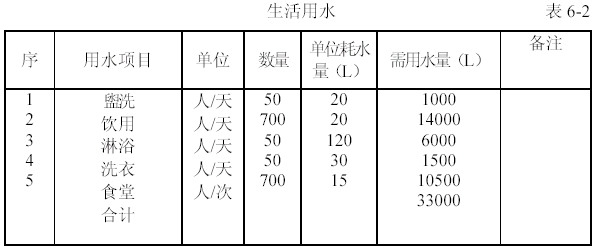 生活用水 表 6-2
序 用水项目 单位 数量 单位耗水量（L） 需用水量（L） 备注
1 盥洗 人/天 50 20 1000
2 饮用 人/天 700 20 14000
3 淋浴 人/天 50 120 6000
4 洗衣 人/天 50 30 1500
5 食堂 人/次 700 15 10500
合计 33000